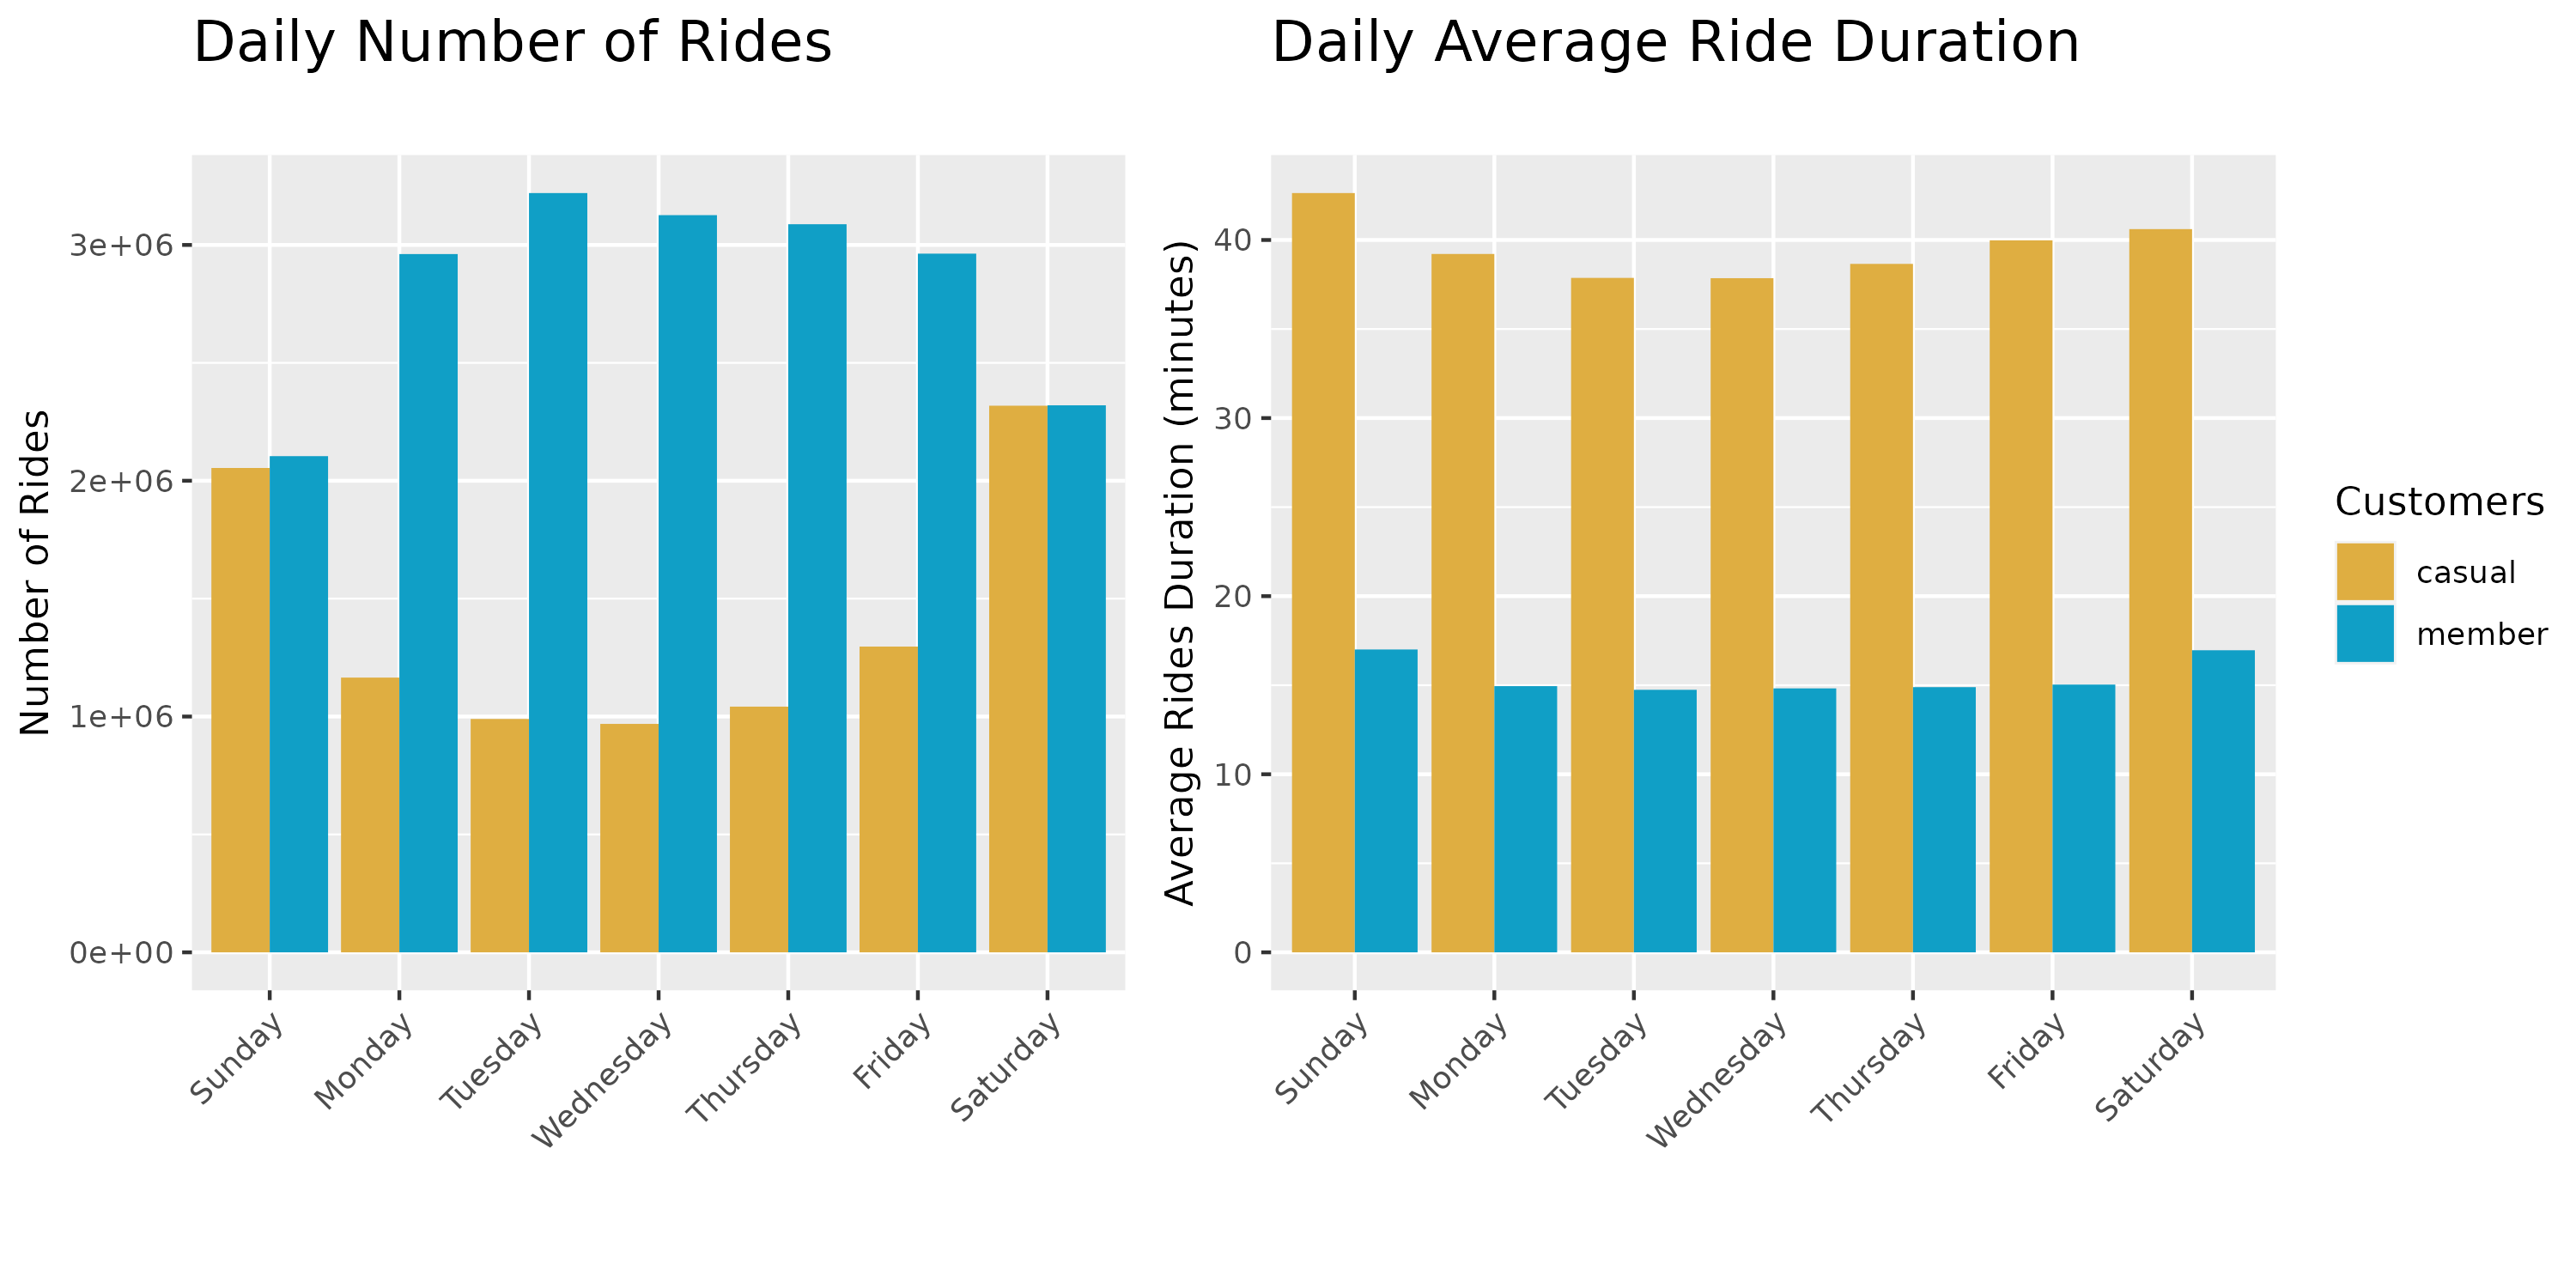 Daily Number of Rides
Number of Rides
3e+06
2e+06
1e+06
0e+00
Sunday
Monday
Tuesday
Wednesday
Thursday
Friday
Saturday
Daily Average Ride Duration
Average Rides Duration (minutes)
40
30
20
10
0
Sunday
Monday
Tuesday
Wednesday
Thursday
Friday
Saturday
Customers
casual
member